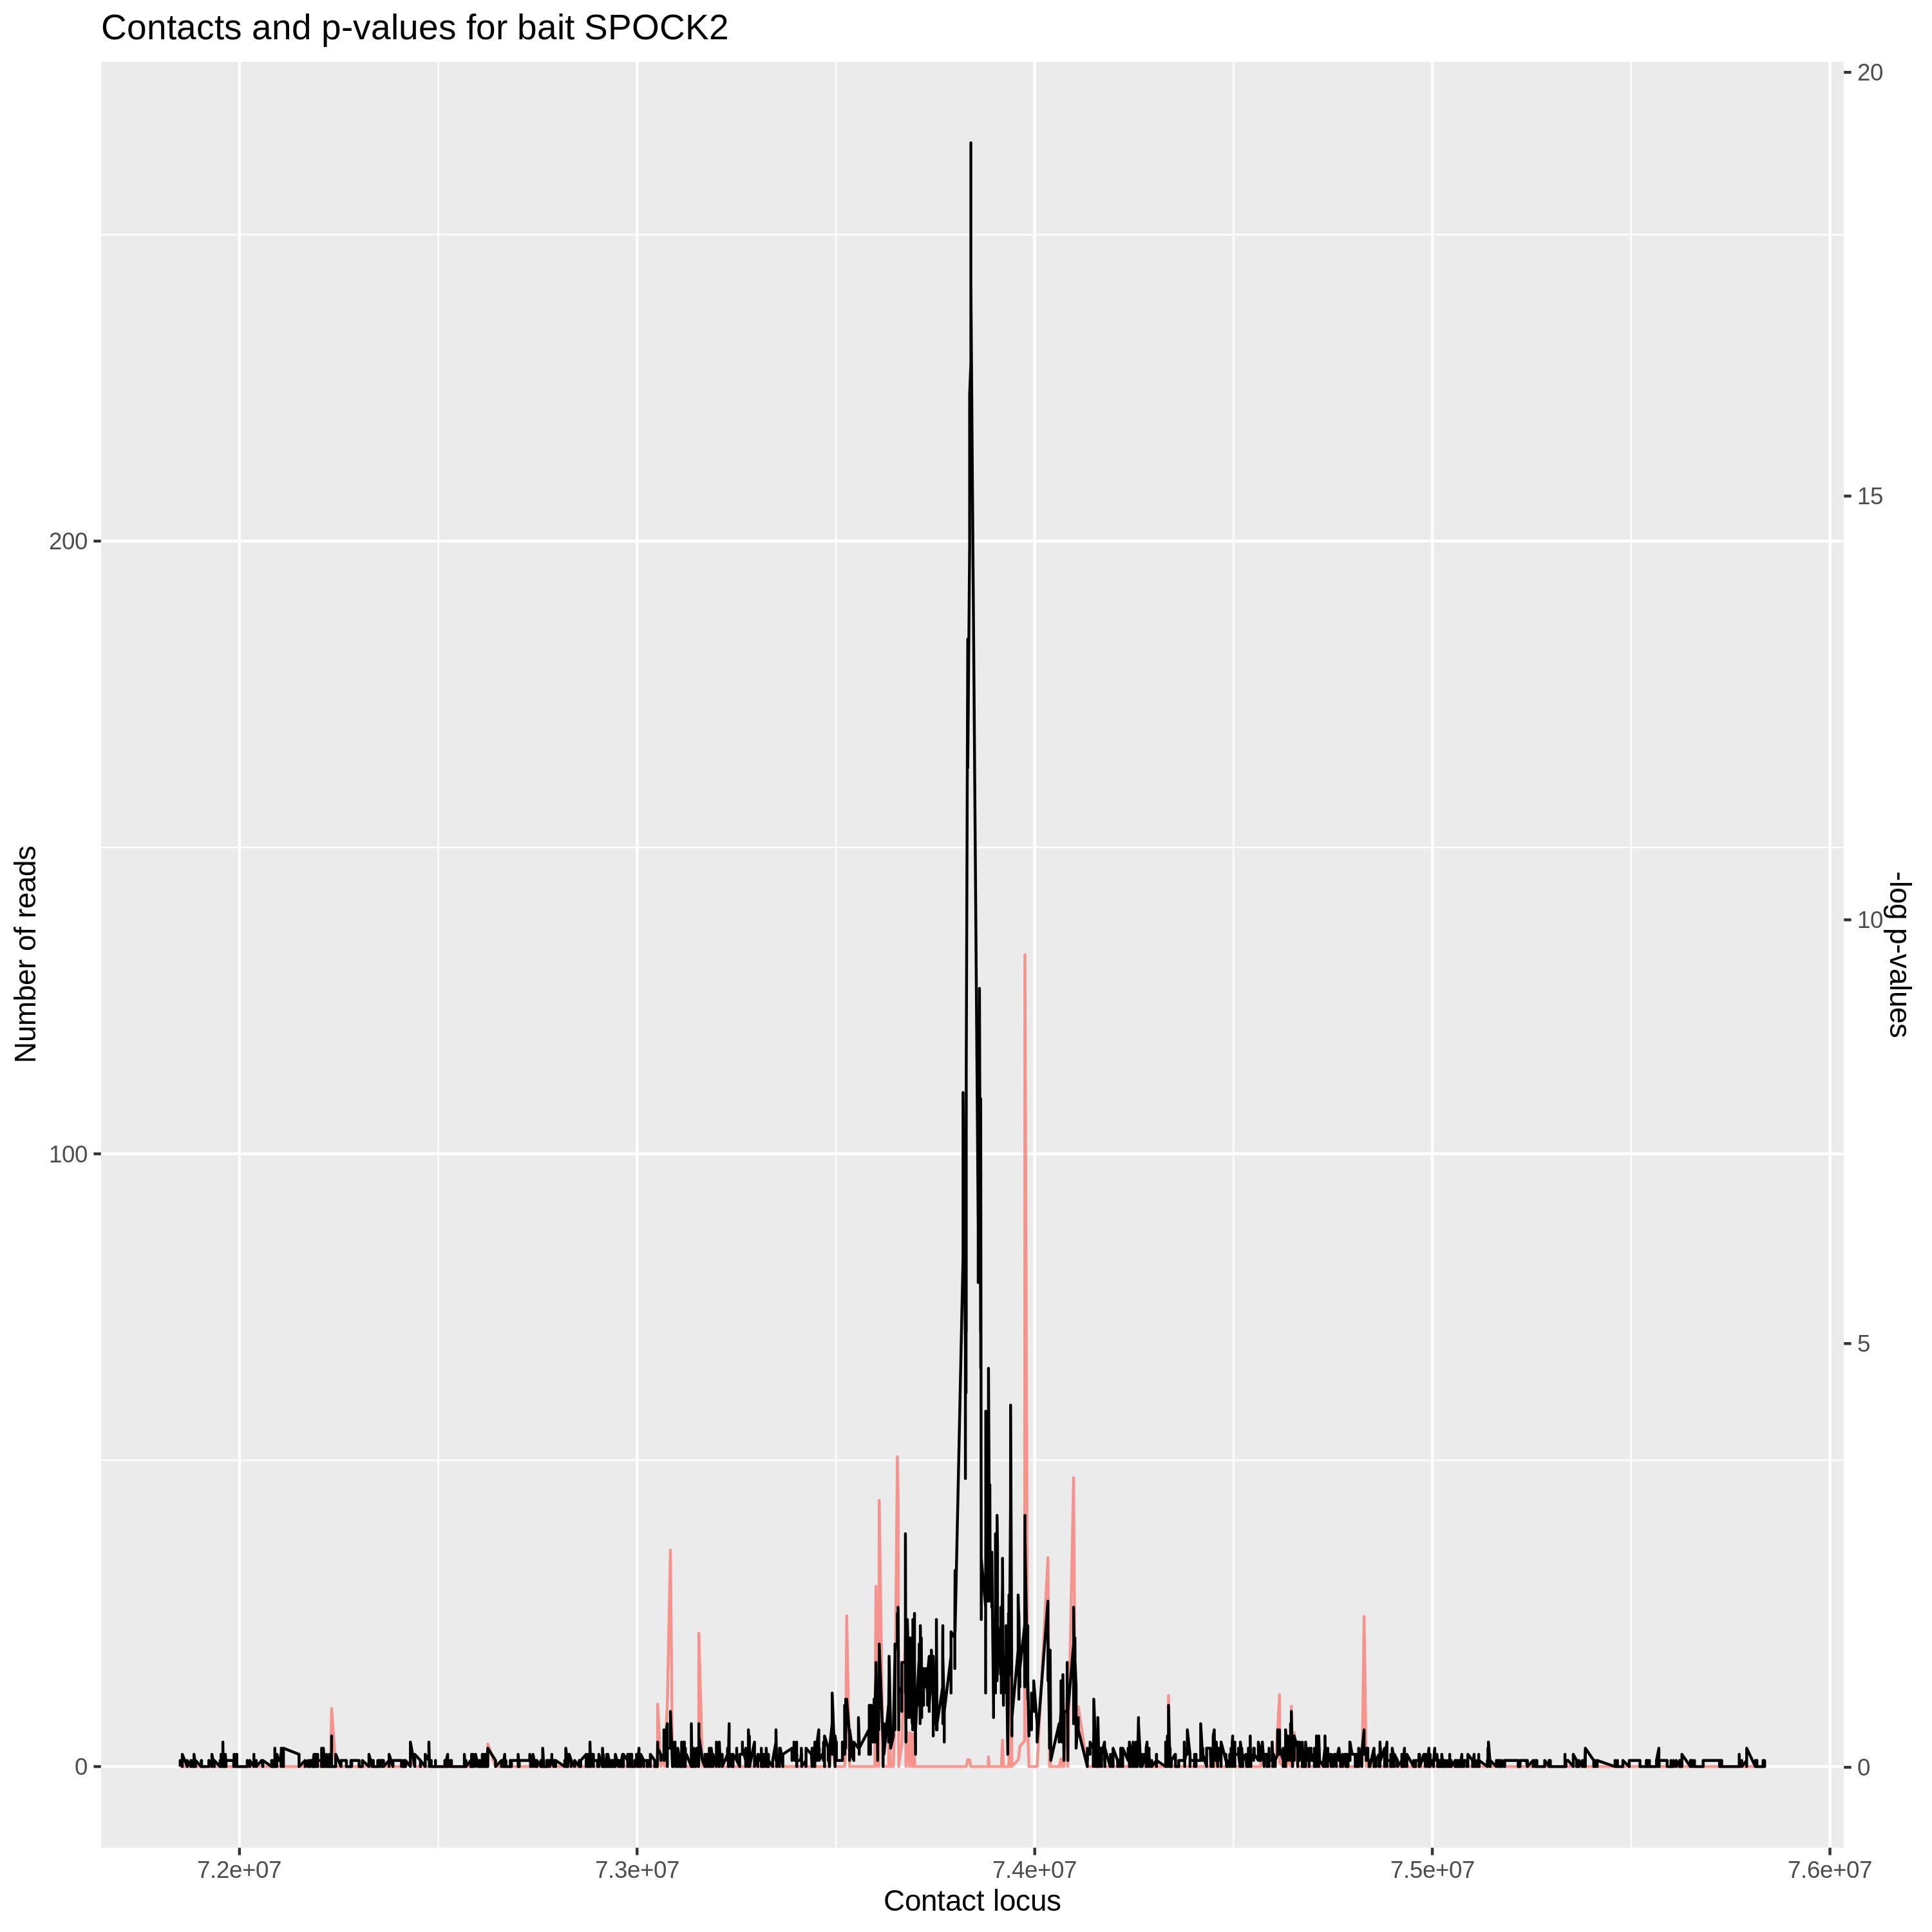 Contacts and p-values for bait SPOCK2
Number of reads
200
100
0
20
15
10
5
0
-log p-values
7.2e+07
7.3e+07
7.4e+07
7.5e+07
7.6e+07
Contact locus